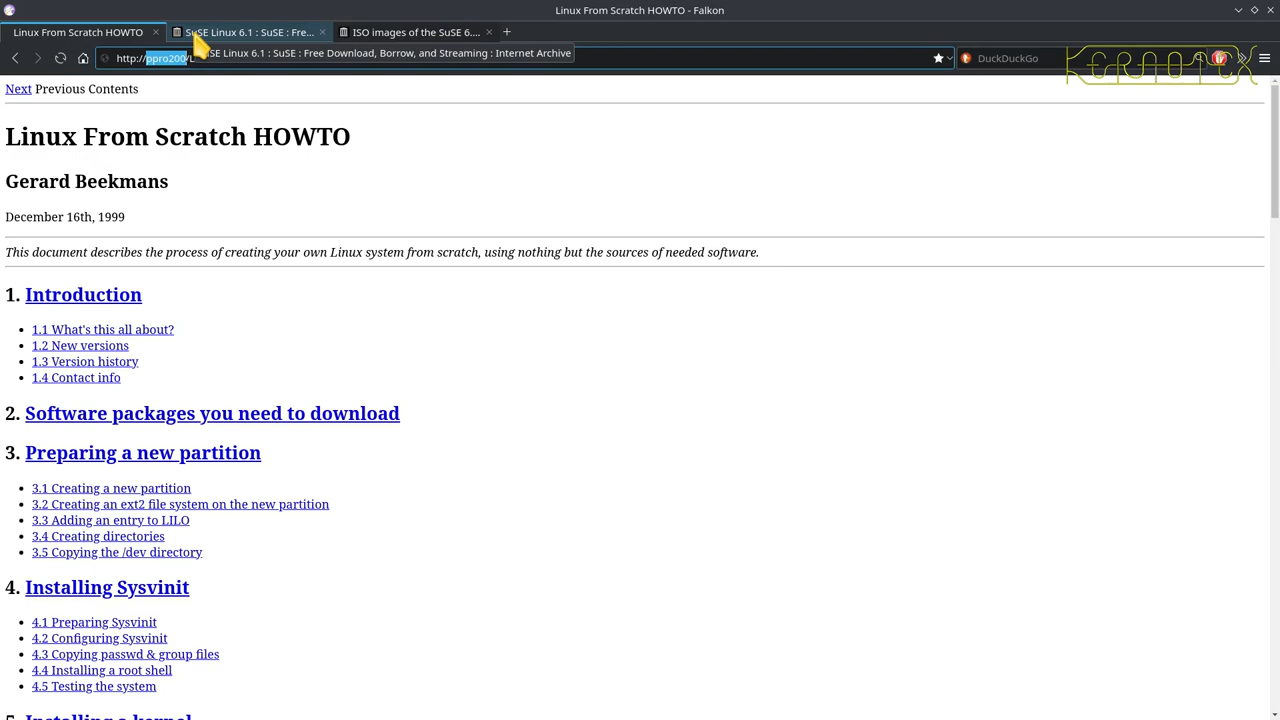 Linux From Scratch HOWTO - Falkon
Linux From Scratch HOWTO
SuSE Linux 6.1 : SuSE : Fre...
ISO images of the SuSE 6....
http://ppro200/L
SE Linux 6.1 : SuSE : Free Download, Borrow, and Streaming : Internet Archive
DuckDuckGo
KERNOTEX
Next Previous Contents
Linux From Scratch HOWTO
Gerard Beekmans
December 16th, 1999
This document describes the process of creating your own Linux system from scratch, using nothing but the sources of needed software.
1. Introduction
• 1.1 What's this all about?
• 1.2 New versions
• 1.3 Version history
• 1.4 Contact info
2. Software packages you need to download
3. Preparing a new partition
• 3.1 Creating a new partition
• 3.2 Creating an ext2 file system on the new partition
• 3.3 Adding an entry to LILO
• 3.4 Creating directories
• 3.5 Copying the /dev directory
4. Installing Sysvinit
• 4.1 Preparing Sysvinit
• 4.2 Configuring Sysvinit
• 4.3 Copying passwd & group files
• 4.4 Installing a root shell
• 4.5 Testing the system
5. Installing a kernel